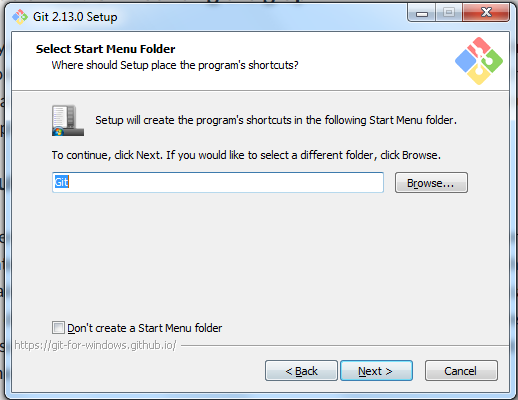 Git 2.13.0 Setup
Select Start Menu Folder
Where should Setup place the program's shortcuts?
Setup will create the program's shortcuts in the following Start Menu folder.
To continue, click Next. If you would like to select a different folder, click Browse.
Git
Browse...
Don't create a Start Menu folder
https://git-for-windows.github.io/
< Back
Next >
Cancel